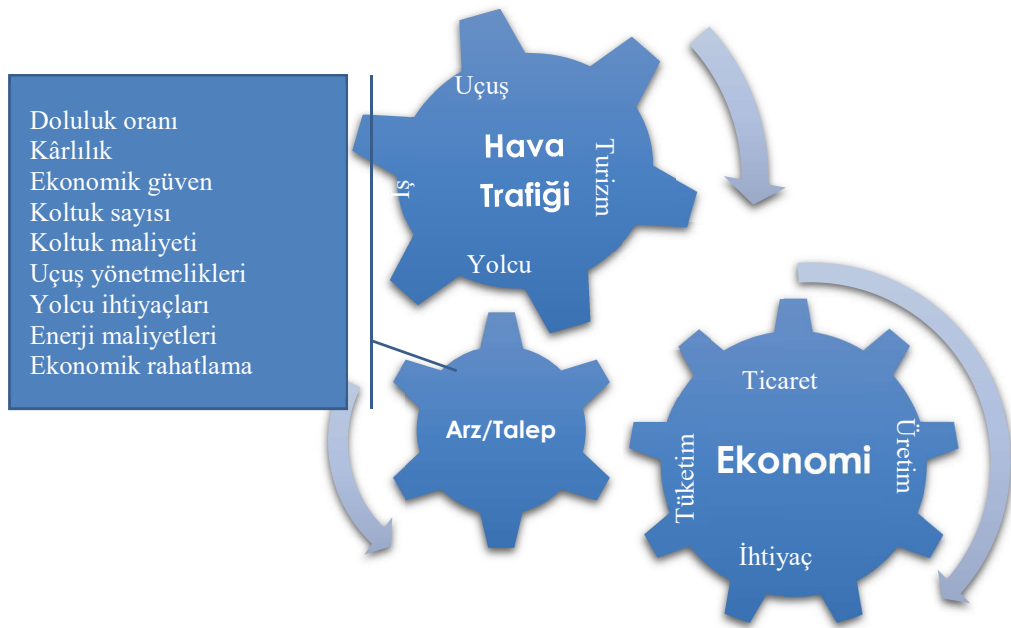 Doluluk oranı
Kârlılık
Ekonomik güven
Koltuk sayısı
Koltuk maliyeti
Uçuş yönetmelikleri
Yolcu ihtiyaçları
Enerji maliyetleri
Ekonomik rahatlama
Uçuş
Hava
Trafiği
Turizm
İş
Yolcu
Arz/Talep
Ticaret
Ekonomi
Üretim
Tüketim
İhtiyaç